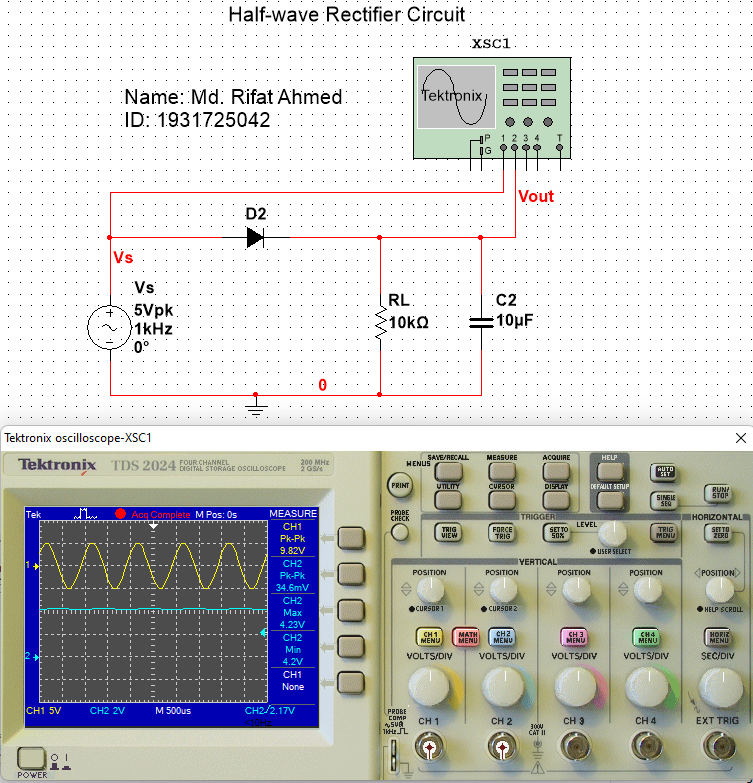 Half-wave Rectifier Circuit
XSC1
Name: Md. Rifat Ahmed
ID: 1931725042
Tektronix
P
G
1 2 3 4 T
Vout
D2
Vs
Vs
5Vpk
1kHz
0°
RL
10kΩ
C2
10µF
0
Tektronix oscilloscope-XSC1
Tektronix TDS 2024 FOUR CHANNEL
DIGITAL STORAGE OSCILLOSCOPE
200 MHz
2 GS/s
MENUS
SAVE/RECALL MEASURE ACQUIRE
UTILITY CURSOR DISPLAY
HELP
DEFAULT SETUP
AUTO SET
SINGLE SEQ
RUN/STOP
PRINT
PROBE CHECK
TRIGGER
TRIG VIEW
FORCE TRIG
SET TO 50%
LEVEL
USER SELECT
TRIG MENU
HORIZONTAL
SET TO ZERO
VERTICAL
POSITION POSITION POSITION POSITION POSITION
CURSOR 1 CURSOR 2 HELP SCROLL
CH 1 MENU
MATH MENU
CH 2 MENU
CH 3 MENU
CH 4 MENU
HORIZ MENU
VOLTS/DIV VOLTS/DIV VOLTS/DIV VOLTS/DIV SEC/DIV
CH 1 CH 2 CH 3 CH 4 EXT TRIG
PROBE COMP
~5V
1kHz
300V
CAT II
Tek Acq Complete M Pos: 0s MEASURE
CH1
Pk-Pk
9.82V
CH2
Pk-Pk
34.6mV
CH2
Max
4.23V
CH2
Min
4.2V
CH1
None
1
2
CH1 5V CH2 2V M 500us CH2/2.17V
POWER